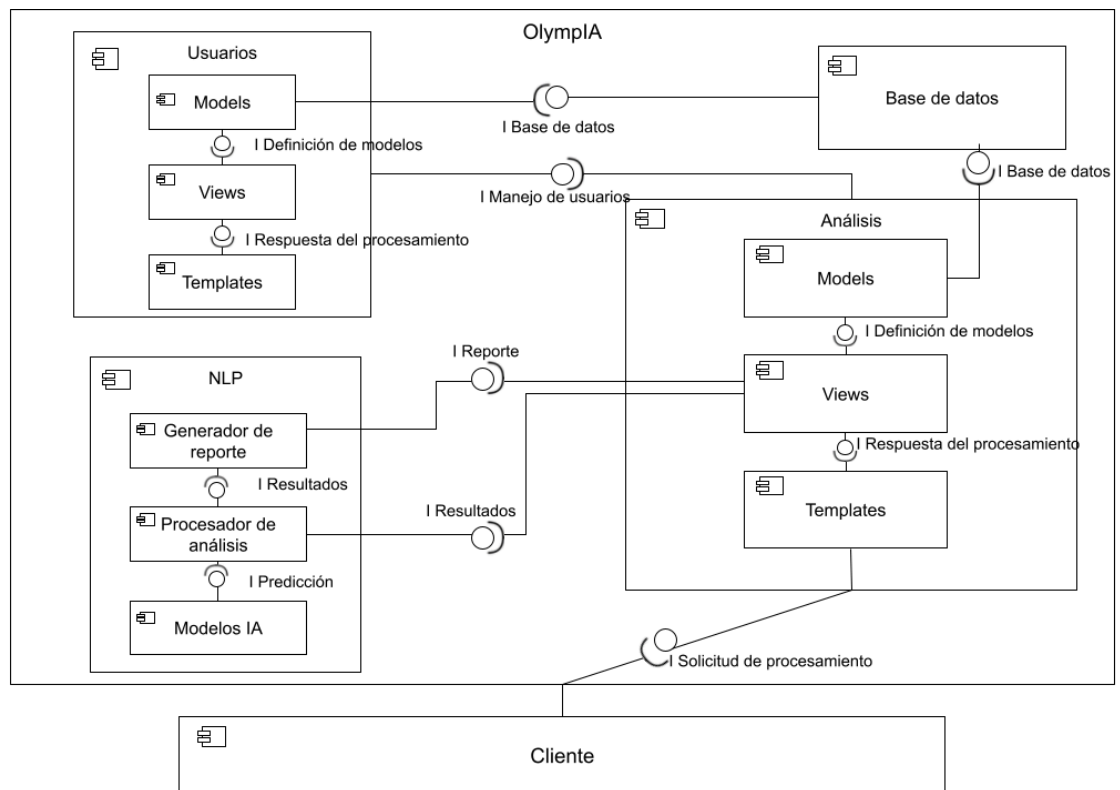 OlympIA
Usuarios
Models
I Definición de modelos
Views
I Respuesta del procesamiento
Templates
I Base de datos
Base de datos
I Base de datos
I Manejo de usuarios
Análisis
Models
I Definición de modelos
Views
I Respuesta del procesamiento
Templates
NLP
Generador de
reporte
I Resultados
Procesador de
análisis
I Predicción
Modelos IA
I Reporte
I Resultados
I Solicitud de procesamiento
Cliente